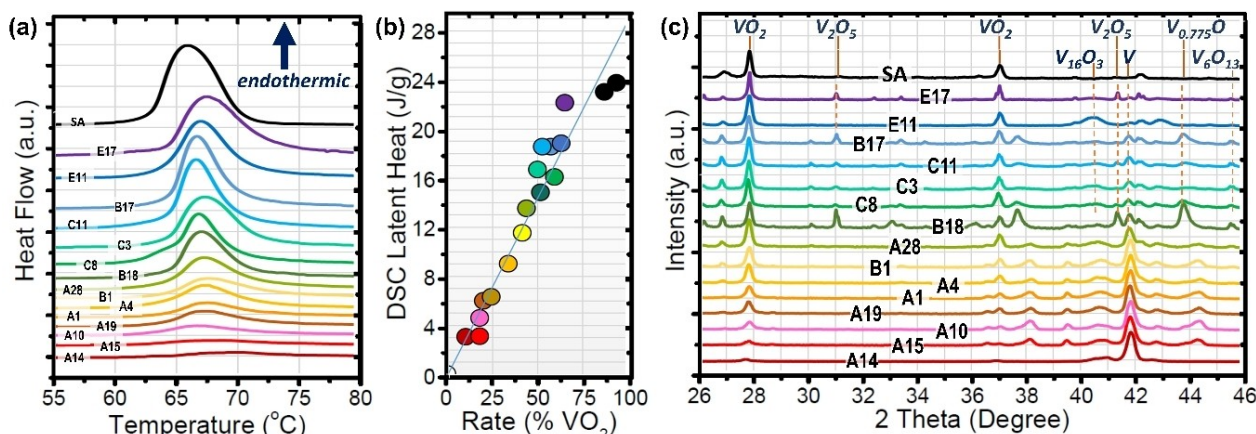 (a)
endothermic
SA
E17
E11
B17
C11
C3
C8
B18
A28
B1
A4
A1
A19
A10
A15
A14
Heat Flow (a.u.)
55 60 65 70 75 80
Temperature (°C)
(b)
DSC Latent Heat (J/g)
28
24
20
16
12
8
4
0
0 25 50 75 100
Rate (% VO2)
(c)
VO2 V2O5 VO2 V2O5 V0.775O
V16O3 V V6O13
SA
E17
E11
B17
C11
C3
C8
B18
A28
B1
A4
A1
A19
A10
A15
A14
Intensity (a.u.)
26 28 30 32 34 36 38 40 42 44 46
2 Theta (Degree)